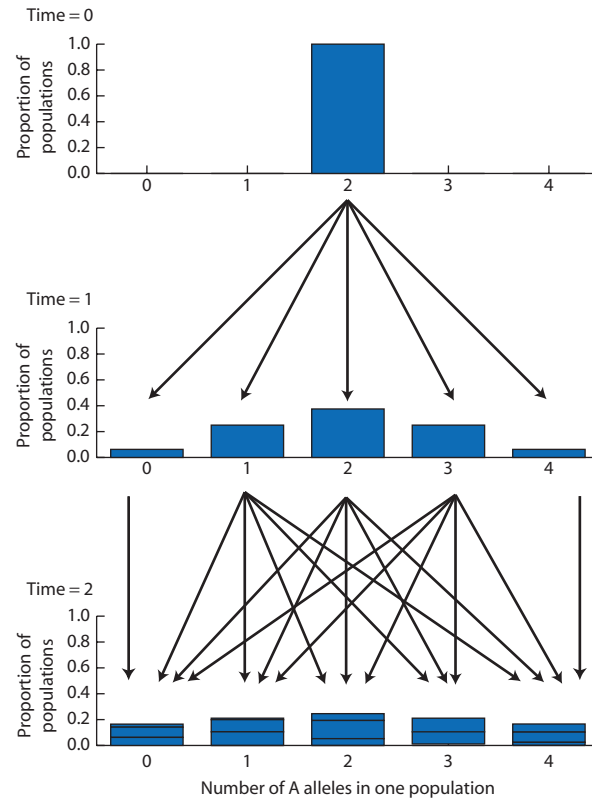 Time = 0
Proportion of
populations
1.0
0.8
0.6
0.4
0.2
0.0
0 1 2 3 4
Time = 1
Proportion of
populations
1.0
0.8
0.6
0.4
0.2
0.0
0 1 2 3 4
Time = 2
Proportion of
populations
1.0
0.8
0.6
0.4
0.2
0.0
0 1 2 3 4
Number of A alleles in one population